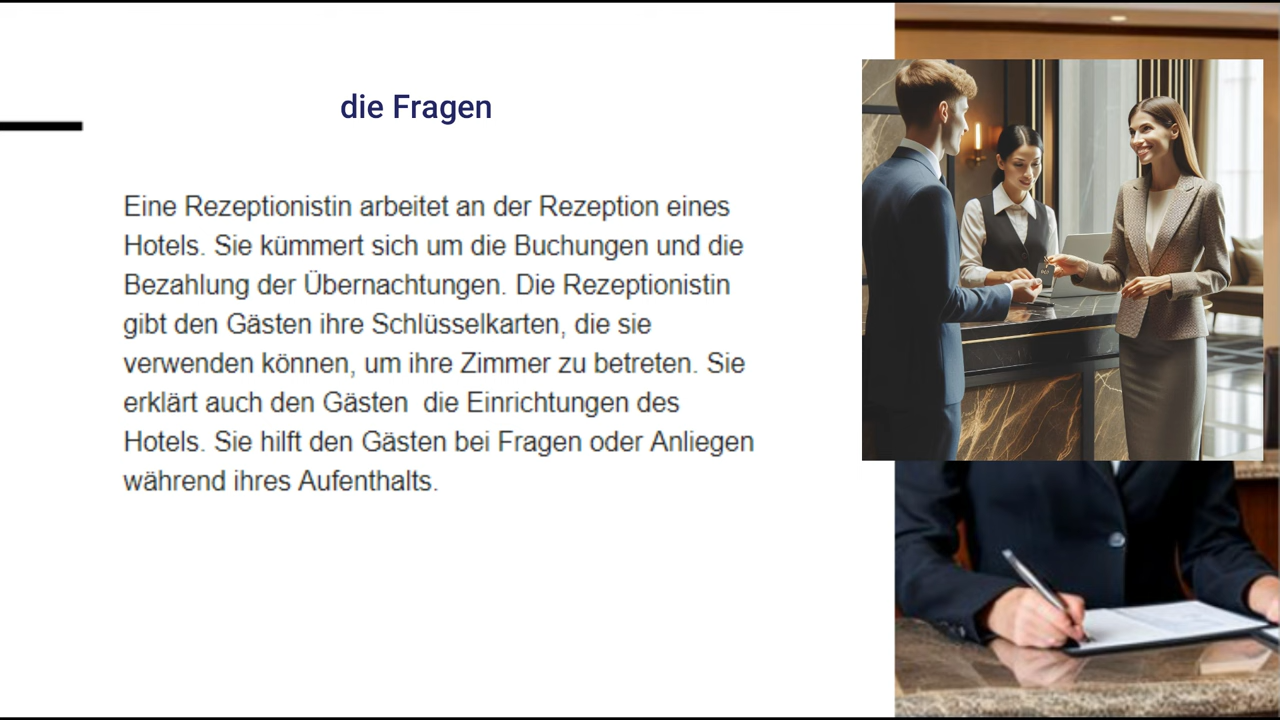 die Fragen
Eine Rezeptionistin arbeitet an der Rezeption eines
Hotels. Sie kümmert sich um die Buchungen und die
Bezahlung der Übernachtungen. Die Rezeptionistin
gibt den Gästen ihre Schlüsselkarten, die sie
verwenden können, um ihre Zimmer zu betreten. Sie
erklärt auch den Gästen  die Einrichtungen des
Hotels. Sie hilft den Gästen bei Fragen oder Anliegen
während ihres Aufenthalts.